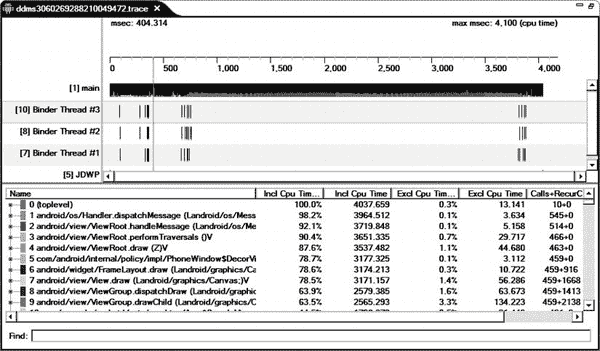 ddms3060269288210049472.trace
msec: 404.314 max msec: 4,100 (cpu time)
0 500 1,000 1,500 2,000 2,500 3,000 3,500 4,000
[1] main
[10] Binder Thread #3
[8] Binder Thread #2
[7] Binder Thread #1
[5] JDWP
Name Incl Cpu Tim... Incl Cpu Time Excl Cpu Tim... Excl Cpu Time Calls+RecurC
0 (toplevel) 100.0% 4037.659 0.3% 13.141 10+0
1 android/os/Handler.dispatchMessage (Landroid/os/Mess 98.2% 3964.512 0.1% 3.634 545+0
2 android/view/ViewRoot.handleMessage (Landroid/os/Mes 92.1% 3719.848 0.1% 5.158 514+0
3 android/view/ViewRoot.performTraversals ()V 90.4% 3651.335 0.7% 29.717 466+0
4 android/view/ViewRoot.draw (Z)V 87.6% 3537.482 1.1% 44.680 463+0
5 com/android/internal/policy/impl/PhoneWindow$DecorVi 78.7% 3177.325 0.1% 3.112 459+0
6 android/widget/FrameLayout.draw (Landroid/graphics/Ca 78.6% 3174.213 0.3% 10.722 459+916
7 android/view/View.draw (Landroid/graphics/Canvas;)V 78.5% 3171.157 1.4% 56.286 459+1668
8 android/view/ViewGroup.dispatchDraw (Landroid/graphic 63.9% 2579.385 1.6% 63.673 459+1413
9 android/view/ViewGroup.drawChild (Landroid/graphics/C 63.5% 2565.293 3.3% 134.223 459+2138
Find: